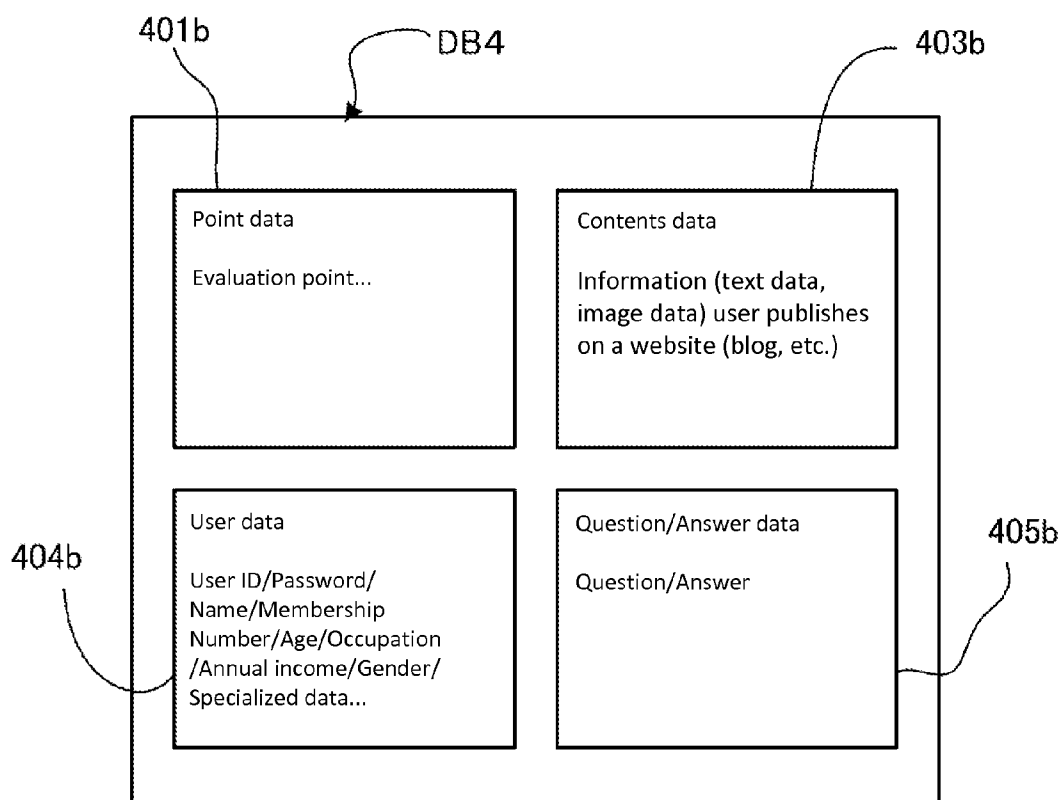 401b
DB4
403b
Point data
Evaluation point...
Contents data
Information (text data,
image data) user publishes
on a website (blog, etc.)
404b
User data
User ID/Password/
Name/Membership
Number/Age/Occupation
/Annual income/Gender/
Specialized data...
Question/Answer data
Question/Answer
405b